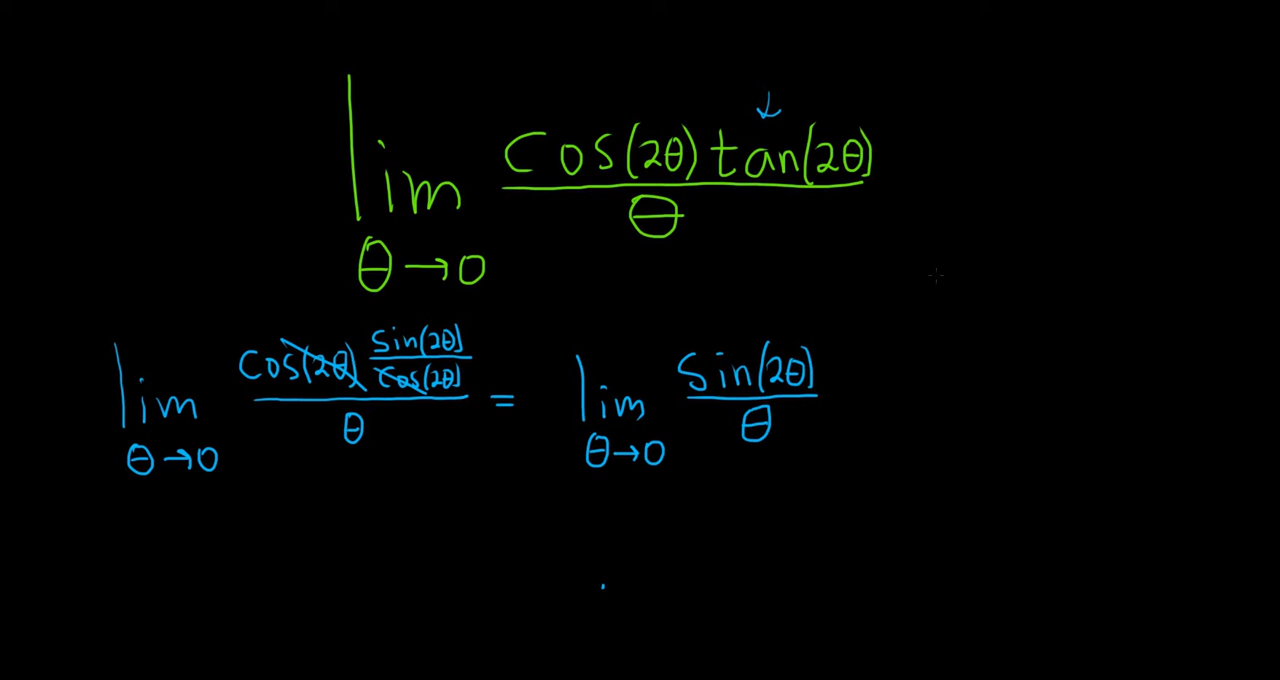 lim θ→0 cos(2θ) tan(2θ) / θ
lim θ→0 cos(2θ) sin(2θ)/cos(2θ) / θ = lim θ→0 sin(2θ) / θ